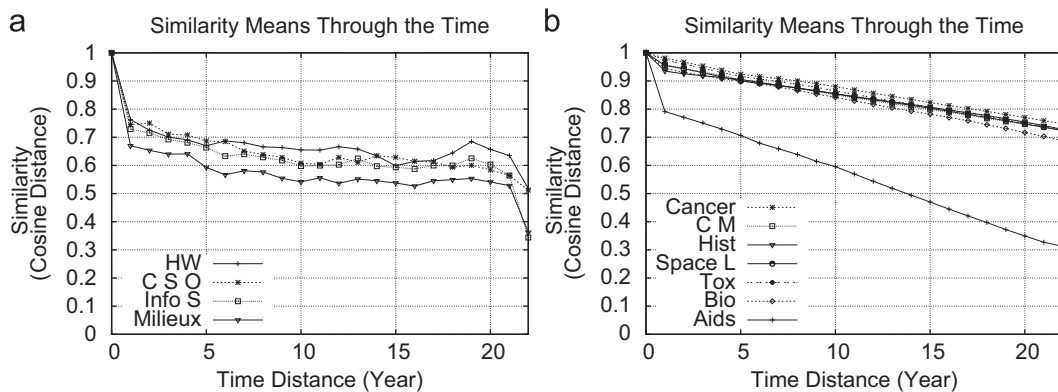 a
Similarity Means Through the Time
1
0.9
0.8
0.7
0.6
0.5
0.4
0.3
0.2
0.1
0
Similarity
(Cosine Distance)
HW
C S O
Info S
Milieux
0 5 10 15 20
Time Distance (Year)
b
Similarity Means Through the Time
1
0.9
0.8
0.7
0.6
0.5
0.4
0.3
0.2
0.1
0
Similarity
(Cosine Distance)
Cancer
C M
Hist
Space L
Tox
Bio
Aids
0 5 10 15 20
Time Distance (Year)